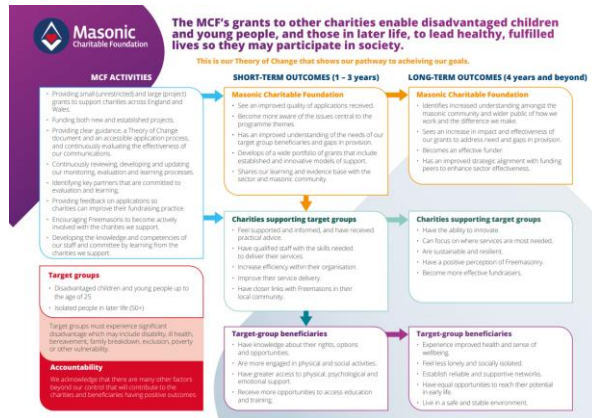 Masonic
Charitable Foundation
The MCF's grants to other charities enable disadvantaged children
and young people, and those in later life, to lead healthy, fulfilled
lives so they may participate in society.
This is our Theory of Change that shows our pathway to acheiving our goals.
MCF ACTIVITIES
• Providing small (unrestricted) and large (project)
grants to support charities across England and
Wales.
• Funding both new and established projects.
• Providing clear guidance, a Theory of Change
document and an accessible application process,
and continually evaluating the effectiveness of
our communications.
• Continuously reviewing, developing and updating
our monitoring, evaluation and learning processes.
• Identifying key partners that are committed to
evaluation and learning.
• Providing feedback on applications so
charities can improve their fundraising practice.
• Encouraging Freemasons to become actively
involved with the charities we support.
• Developing the knowledge and competencies of
our staff and committee by learning from the
charities we support.
Target groups
• Disadvantaged children and young people up to
the age of 25
• Isolated people in later life (50+)
Target groups must experience significant
disadvantage which may include disability, ill health,
bereavement, family breakdown, exclusion, poverty
or other vulnerability.
Accountability
We acknowledge that there are many other factors
beyond our control that will contribute to the
charities and beneficiaries having positive outcomes.
SHORT-TERM OUTCOMES (1 – 3 years)
Masonic Charitable Foundation
• See an improved quality of applications received.
• Become more aware of the issues central to the
programme themes.
• Has an improved understanding of the needs of our
target group beneficiaries and gaps in provision.
• Develops of a wide portfolio of grants that include
established and innovative models of support.
• Shares our learning and evidence base with the
sector and masonic community.
Charities supporting target groups
• Feel supported and informed, and have received
practical advice.
• Have qualified staff with the skills needed
to deliver their services.
• Increase efficiency within their organisation.
• Improve their service delivery.
• Have closer links with Freemasons in their
local community.
Target-group beneficiaries
• Have knowledge about their rights, options
and opportunities.
• Are more engaged in physical and social activities.
• Have greater access to physical, psychological and
emotional support.
• Receive more opportunities to access education
and training.
LONG-TERM OUTCOMES (4 years and beyond)
Masonic Charitable Foundation
• Identifies increased understanding amongst the
masonic community and wider public of how we
work and the difference we make.
• Sees an increase in impact and effectiveness of
our grants to address need and gaps in provision.
• Becomes an effective funder.
• Has an improved strategic alignment with funding
peers to enhance sector effectiveness.
Charities supporting target groups
• Have the ability to innovate.
• Can focus on where services are most needed.
• Are sustainable and resilient.
• Have a positive perception of Freemasonry.
• Become more effective fundraisers.
Target-group beneficiaries
• Experience improved health and sense of
wellbeing.
• Feel less lonely and socially isolated.
• Establish reliable and supportive networks.
• Have equal opportunities to reach their potential
in early life.
• Live in a safe and stable environment.